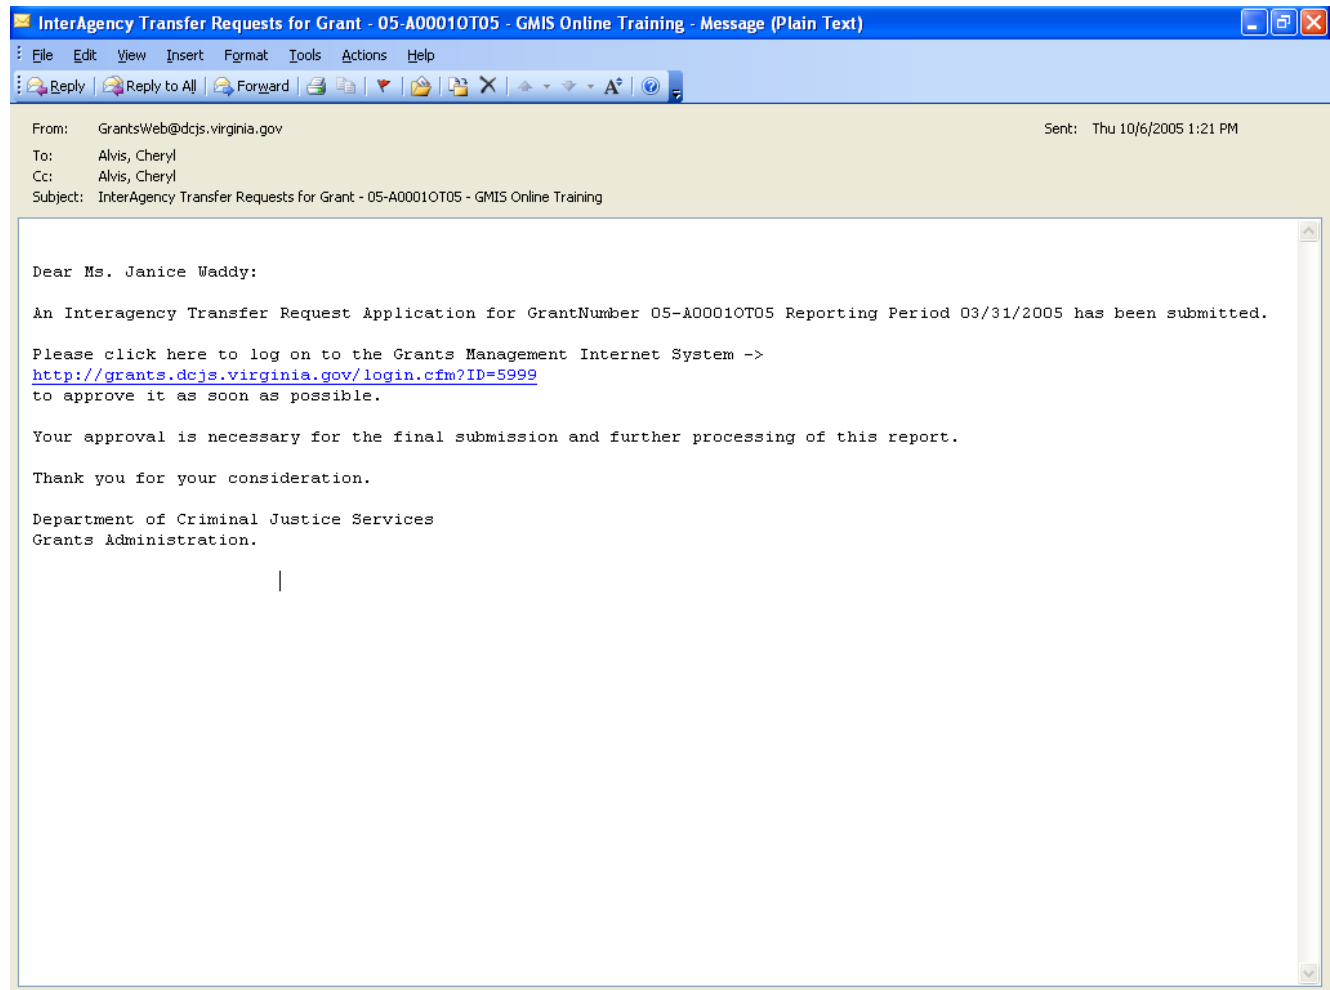 InterAgency Transfer Requests for Grant - 05-A0001OT05 - GMIS Online Training - Message (Plain Text)
File Edit View Insert Format Tools Actions Help
Reply Reply to All Forward
From: GrantsWeb@dcjs.virginia.gov Sent: Thu 10/6/2005 1:21 PM
To: Alvis, Cheryl
Cc: Alvis, Cheryl
Subject: InterAgency Transfer Requests for Grant - 05-A0001OT05 - GMIS Online Training
Dear Ms. Janice Waddy:
An Interagency Transfer Request Application for GrantNumber 05-A0001OT05 Reporting Period 03/31/2005 has been submitted.
Please click here to log on to the Grants Management Internet System ->
http://grants.dcjs.virginia.gov/login.cfm?ID=5999
to approve it as soon as possible.
Your approval is necessary for the final submission and further processing of this report.
Thank you for your consideration.
Department of Criminal Justice Services
Grants Administration.